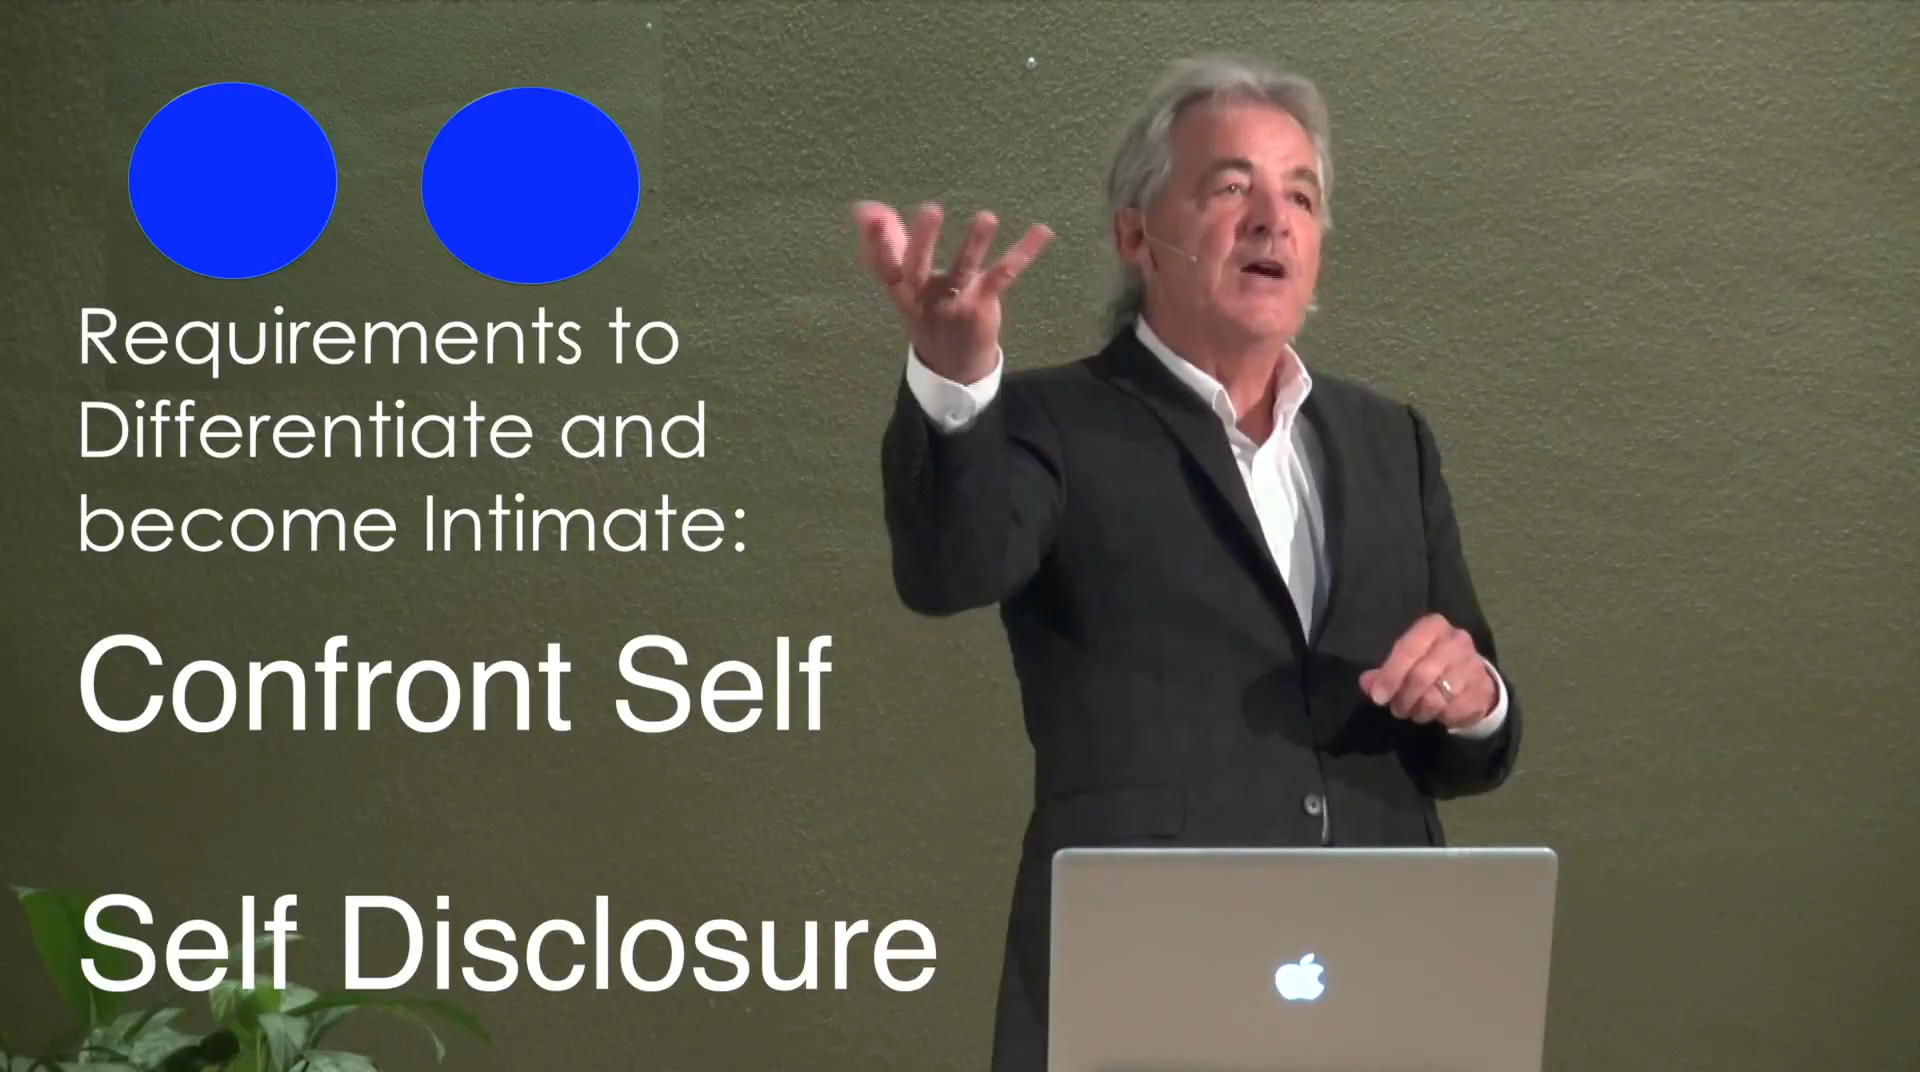 Requirements to
Differentiate and
become Intimate:
Confront Self
Self Disclosure